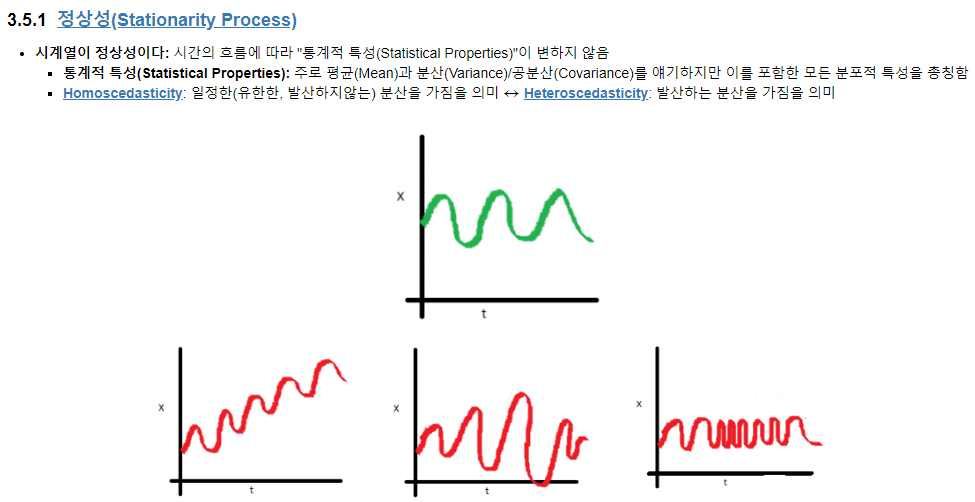 3.5.1 정상성(Stationarity Process)
시계열이 정상성이다: 시간의 흐름에 따라 "통계적 특성(Statistical Properties)"이 변하지 않음
통계적 특성(Statistical Properties): 주로 평균(Mean)과 분산(Variance)/공분산(Covariance)를 얘기하지만 이를 포함한 모든 분포적 특성을 총칭함
Homoscedasticity: 일정한(유한한, 발산하지않는) 분산을 가짐을 의미 ↔ Heteroscedasticity: 발산하는 분산을 가짐을 의미
X
t
X
t
X
t
X
t